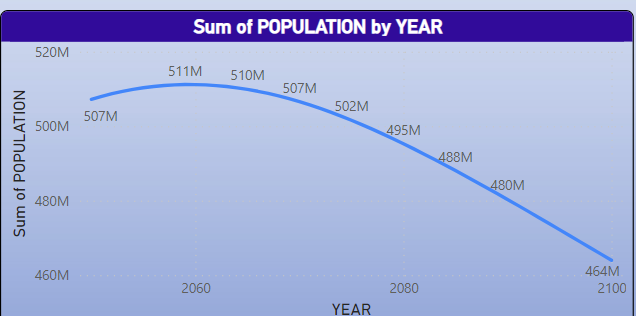 Sum of POPULATION by YEAR
520M
511M
510M
507M
507M
502M
500M
495M
488M
480M
480M
464M
460M
2060
2080
2100
Sum of POPULATION
YEAR